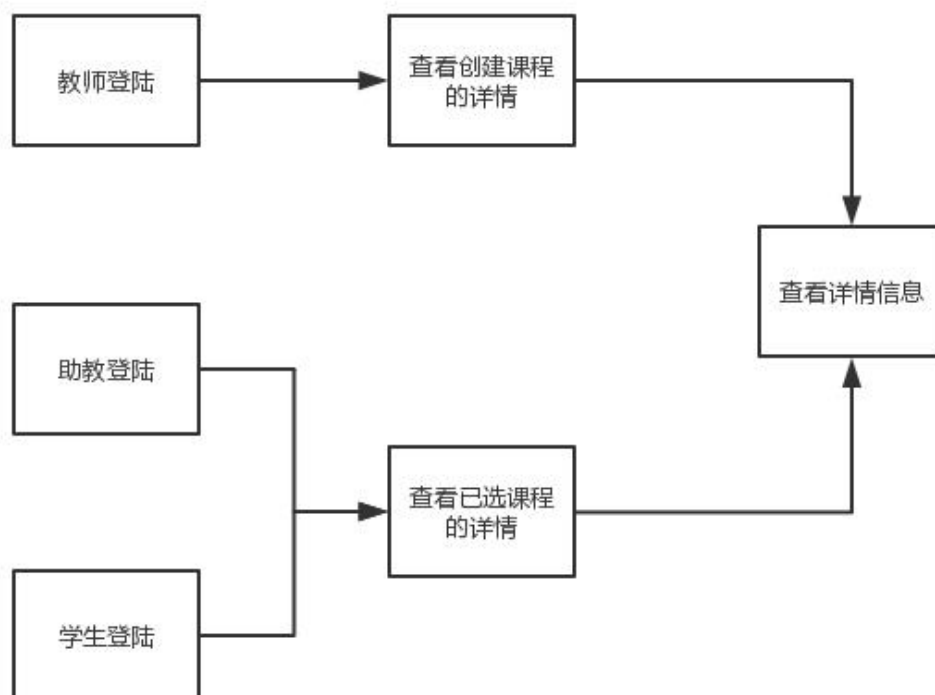 教师登陆
查看创建课程
的详情
查看详情信息
助教登陆
查看已选课程
的详情
学生登陆